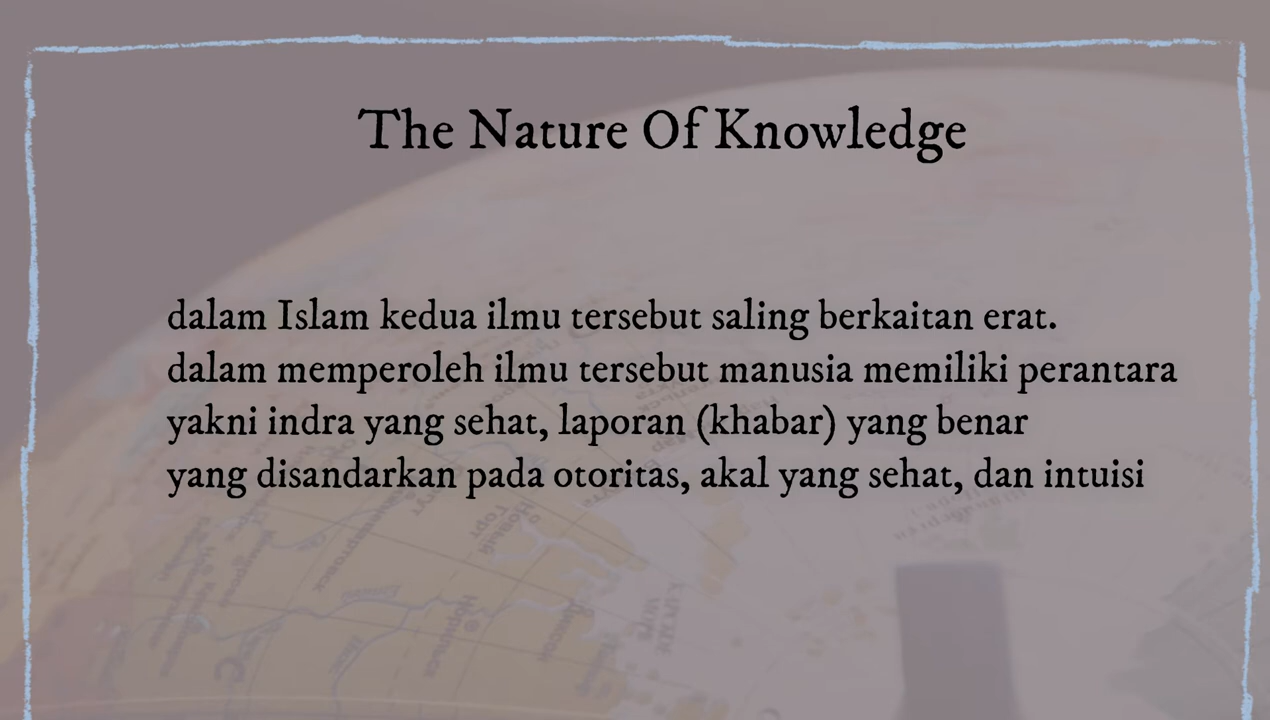 The Nature Of Knowledge
dalam Islam kedua ilmu tersebut saling berkaitan erat.
dalam memperoleh ilmu tersebut manusia memiliki perantara
yakni indra yang sehat, laporan (khabar) yang benar
yang disandarkan pada otoritas, akal yang sehat, dan intuisi